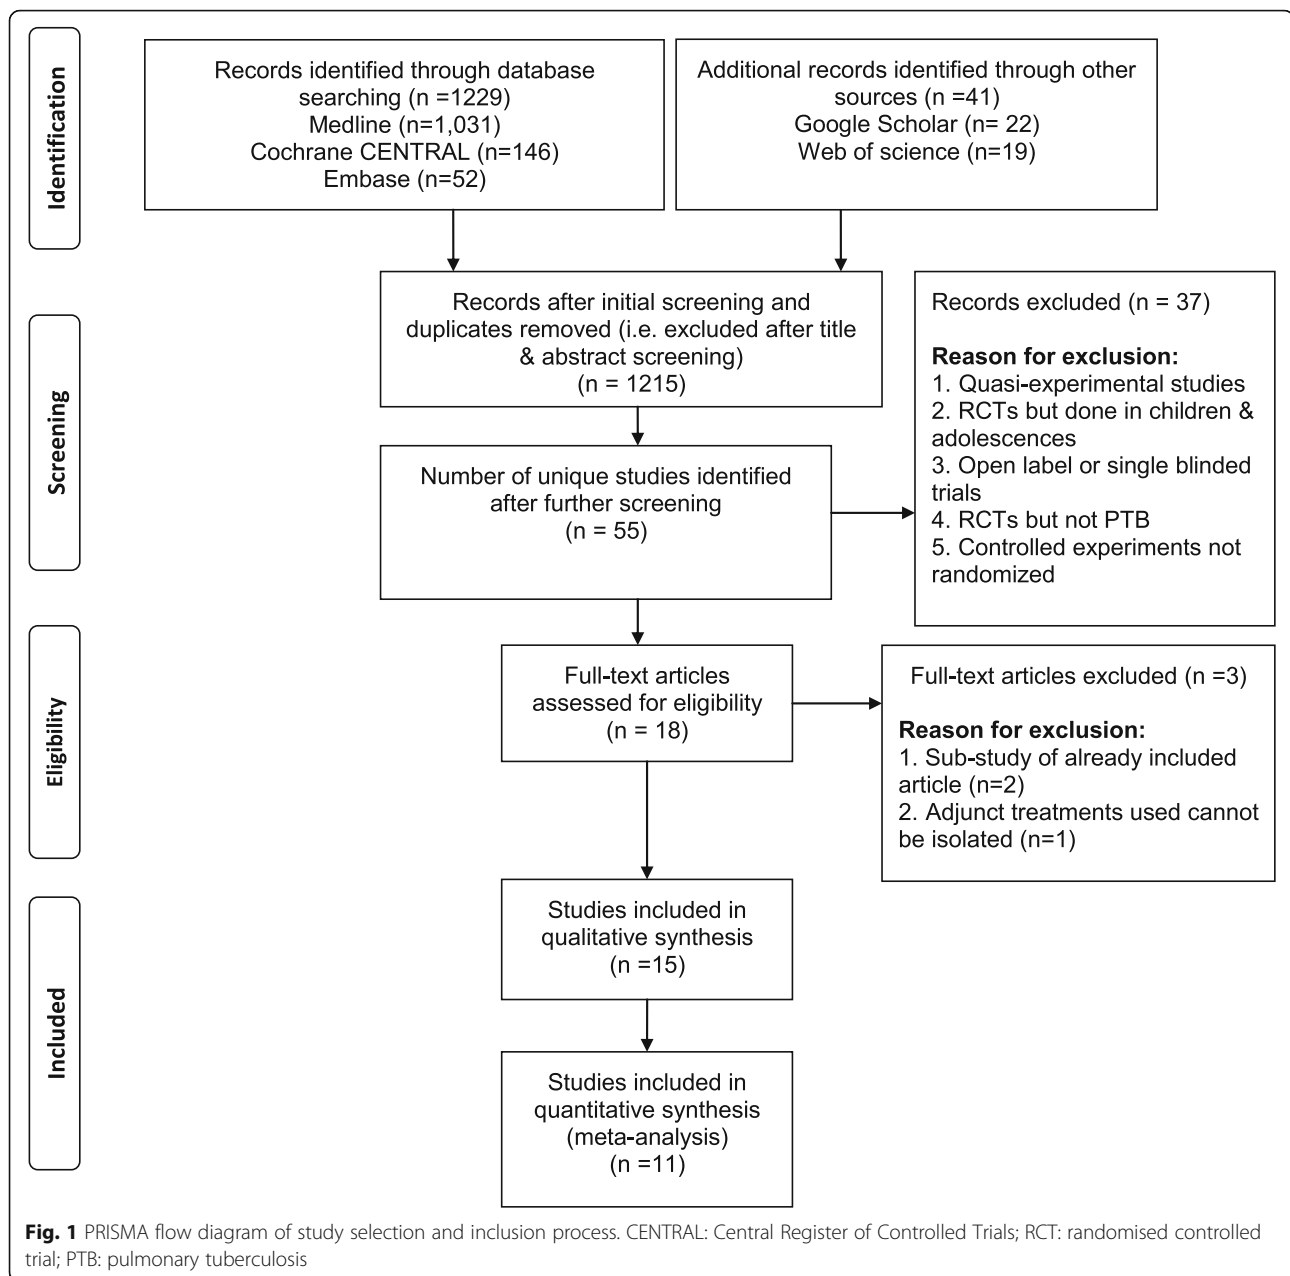 Identification
Records identified through database
searching (n =1229)
Medline (n=1,031)
Cochrane CENTRAL (n=146)
Embase (n=52)
Additional records identified through other
sources (n =41)
Google Scholar (n= 22)
Web of science (n=19)
Screening
Records after initial screening and
duplicates removed (i.e. excluded after title
& abstract screening)
(n = 1215)
Number of unique studies identified
after further screening
(n = 55)
Records excluded (n = 37)
Reason for exclusion:
1. Quasi-experimental studies
2. RCTs but done in children &
adolescences
3. Open label or single blinded
trials
4. RCTs but not PTB
5. Controlled experiments not
randomized
Eligibility
Full-text articles
assessed for eligibility
(n = 18)
Full-text articles excluded (n =3)
Reason for exclusion:
1. Sub-study of already included
article (n=2)
2. Adjunct treatments used cannot
be isolated (n=1)
Included
Studies included in
qualitative synthesis
(n =15)
Studies included in
quantitative synthesis
(meta-analysis)
(n =11)
Fig. 1 PRISMA flow diagram of study selection and inclusion process. CENTRAL: Central Register of Controlled Trials; RCT: randomised controlled
trial; PTB: pulmonary tuberculosis